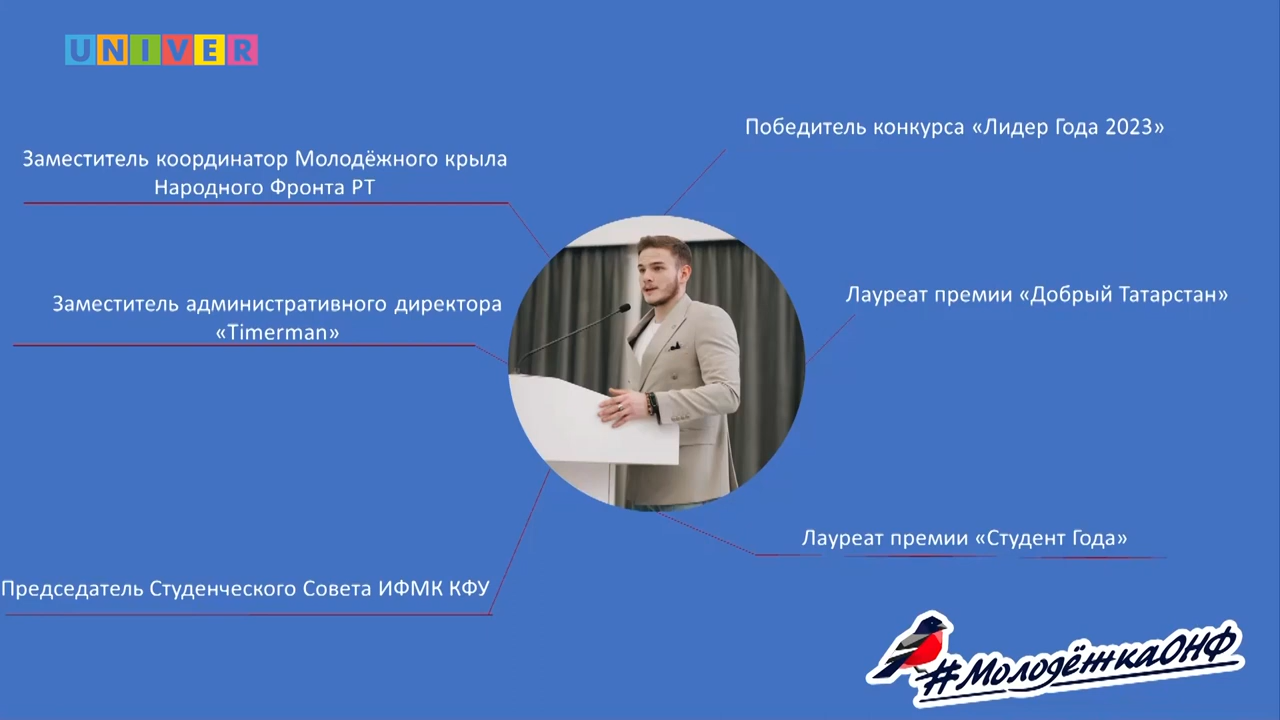 UNIVER
Победитель конкурса «Лидер Года 2023»
Заместитель координатор Молодёжного крыла
Народного Фронта РТ
Лауреат премии «Добрый Татарстан»
Заместитель административного директора
«Timerman»
Лауреат премии «Студент Года»
Председатель Студенческого Совета ИФМК КФУ
#МолодёжкаОНФ